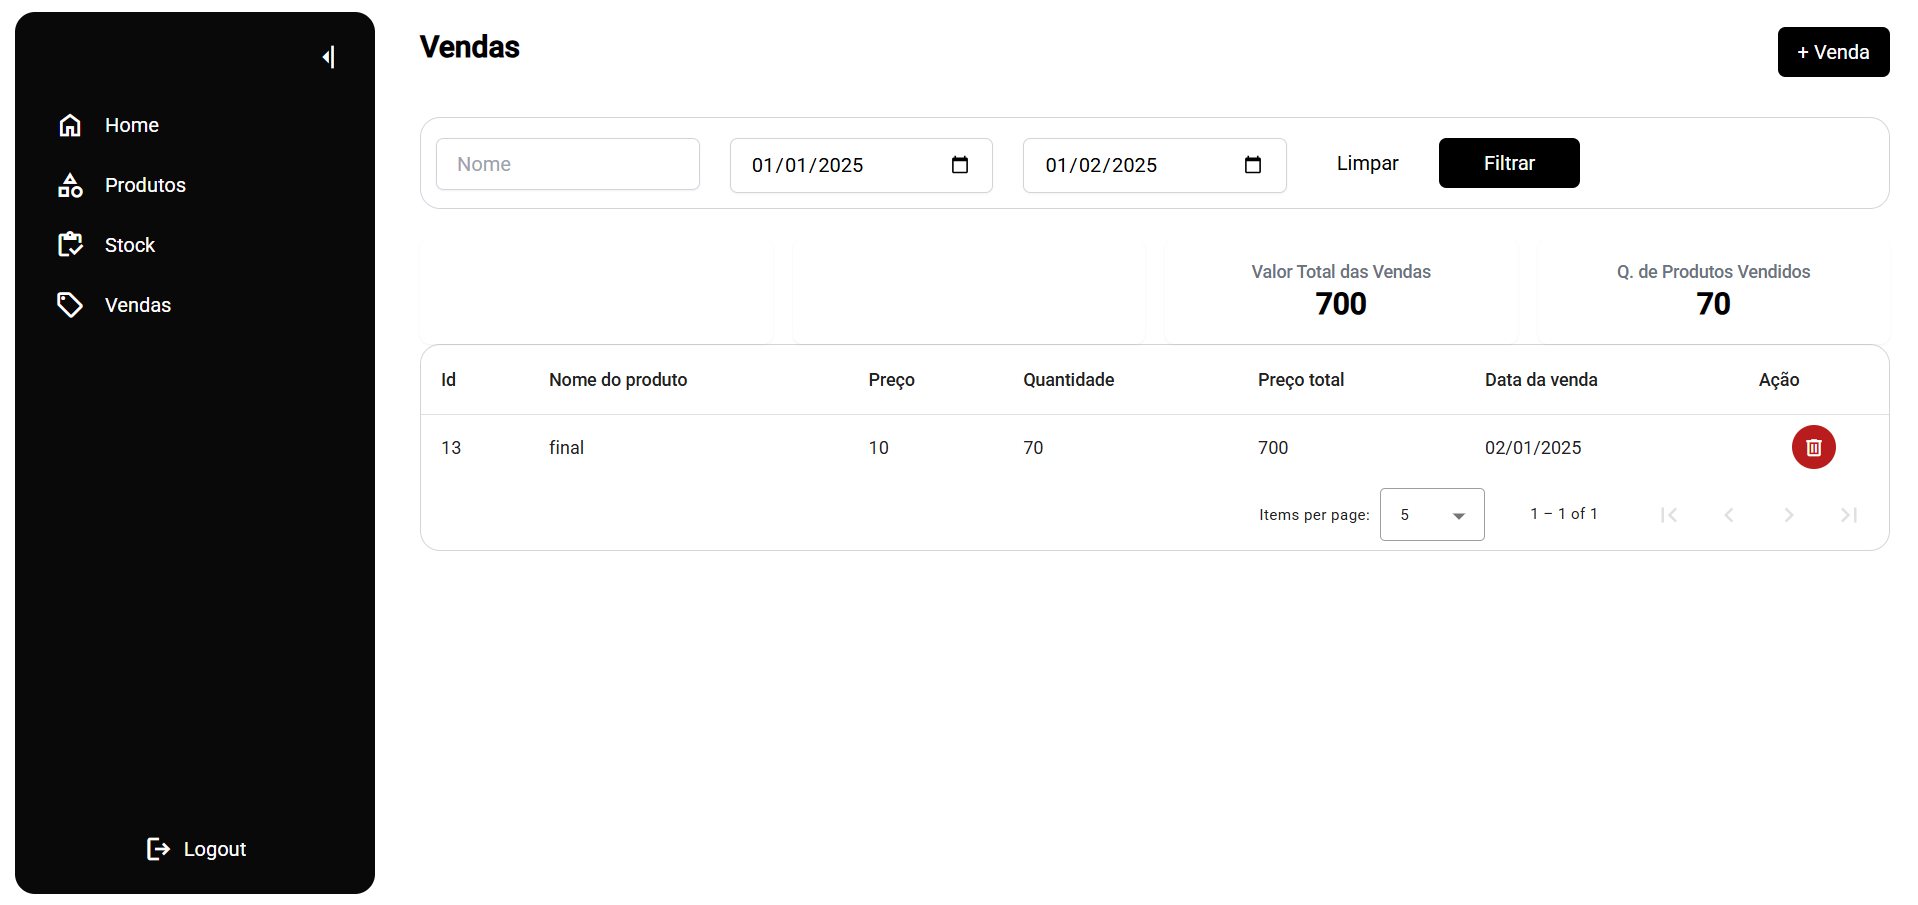 Home
Produtos
Stock
Vendas
Logout
Vendas
+ Venda
Nome
01/01/2025
01/02/2025
Limpar
Filtrar
Valor Total das Vendas
700
Q. de Produtos Vendidos
70
Id Nome do produto Preço Quantidade Preço total Data da venda Ação
13 final 10 70 700 02/01/2025
Items per page: 5 1 – 1 of 1